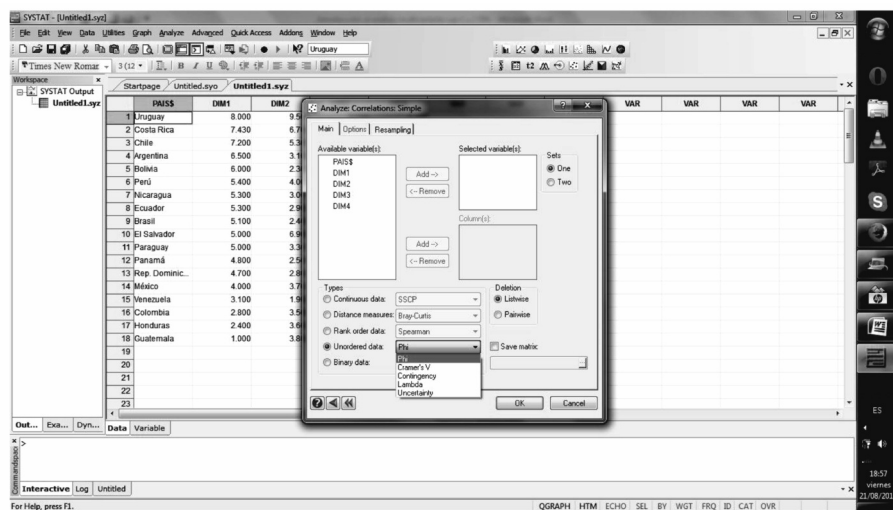 SYSTAT - [Untitled1.syz]
File Edit View Data Utilities Graph Analyze Advanced Quick Access Addons Window Help
Uruguay
Times New Romar
3(12
Workspace
SYSTAT Output
Untitled1.syz
Startpage Untitled.syo Untitled1.syz
PAIS$ DIM1 DIM2 VAR VAR VAR VAR
1 Uruguay 8.000
2 Costa Rica 7.430
3 Chile 7.200
4 Argentina 6.500
5 Bolivia 6.000
6 Perú 5.400
7 Nicaragua 5.300
8 Ecuador 5.300
9 Brasil 5.100
10 El Salvador 5.000
11 Paraguay 5.000
12 Panamá 4.800
13 Rep. Dominic... 4.700
14 México 4.000
15 Venezuela 3.100
16 Colombia 2.800
17 Honduras 2.400
18 Guatemala 1.000
19
20
21
22
23
Analyze: Correlations: Simple
Main Options Resampling
Available variable(s):
PAIS$
DIM1
DIM2
DIM3
DIM4
Add -->
<-- Remove
Selected variable(s):
Sets
One
Two
Column(s):
Add -->
<-- Remove
Types
Continuous data: SSCP
Distance measures: Bray-Curtis
Rank order data: Spearman
Unordered data: Phi
Binary data:
Phi
Cramer's V
Contingency
Lambda
Uncertainty
Deletion
Listwise
Pairwise
Save matrix:
OK Cancel
Out... Exa... Dyn...
Data Variable
>
Commandspac
Interactive Log Untitled
For Help, press F1.
QGRAPH HTM ECHO SEL BY WGT FRQ ID CAT OVR
ES
18:57
viernes
21/08/201